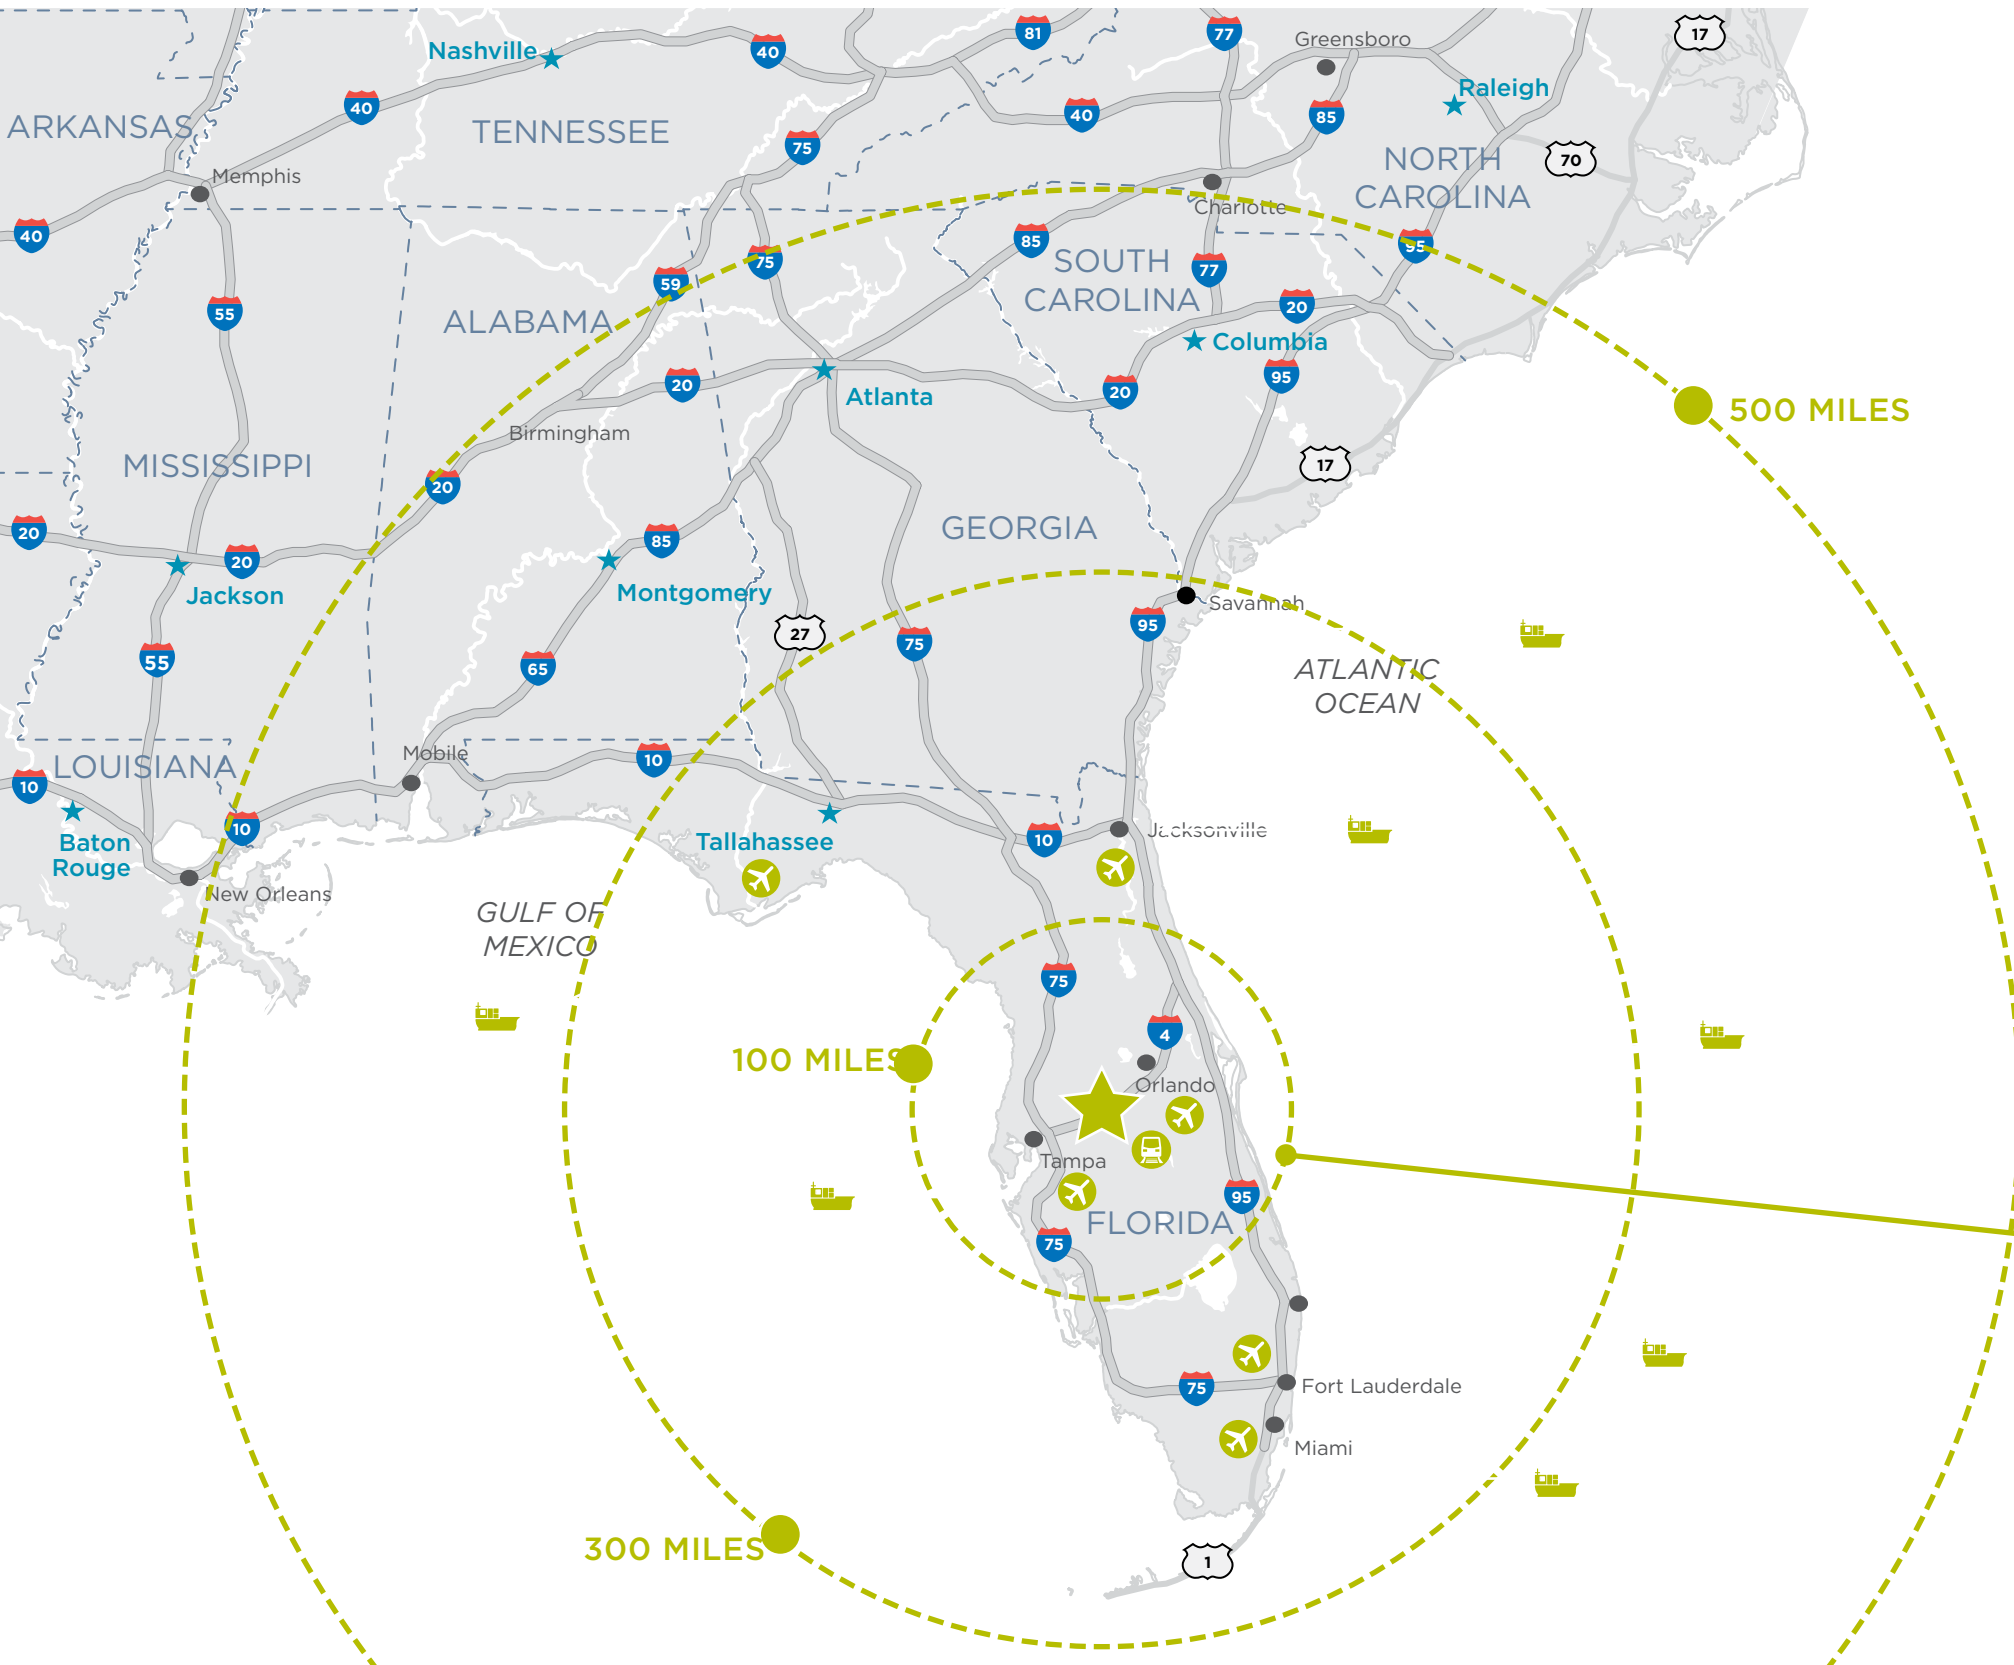 17
81
77
Greensboro
Nashville
40
Raleigh
40
ARKANSAS
TENNESSEE
75
40
85
NORTH
CAROLINA
70
Memphis
Charlotte
40
85
95
59
75
SOUTH
CAROLINA
77
55
ALABAMA
20
Columbia
20
Atlanta
20
95
500 MILES
Birmingham
MISSISSIPPI
20
17
20
20
85
GEORGIA
Jackson
Montgomery
Savannah
95
55
65
27
75
ATLANTIC
OCEAN
Mobile
10
LOUISIANA
10
10
Baton
Rouge
Tallahassee
10
Jacksonville
New Orleans
GULF OF
MEXICO
75
4
100 MILES
Orlando
Tampa
95
FLORIDA
75
75
Fort Lauderdale
Miami
300 MILES
1